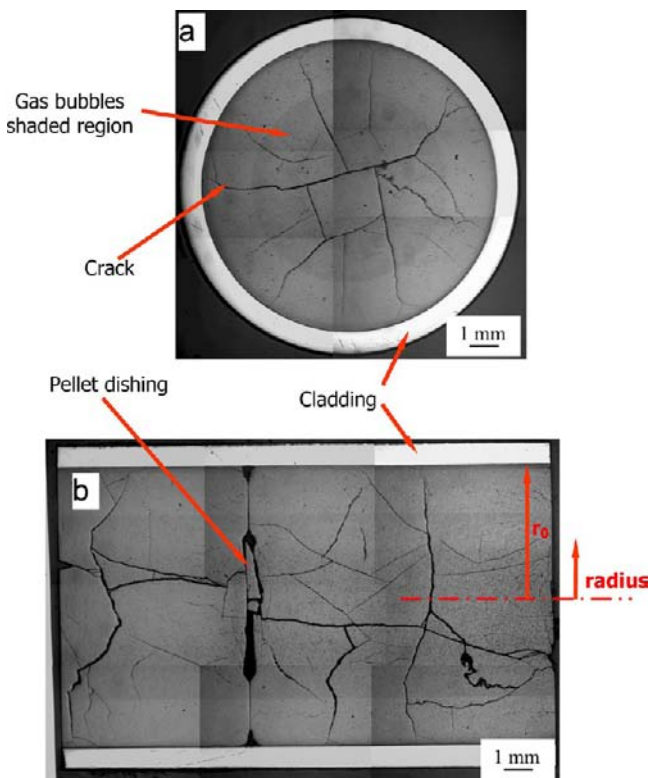 a
Gas bubbles
shaded region
Crack
1 mm
Pellet dishing
Cladding
b
r₀
radius
1 mm